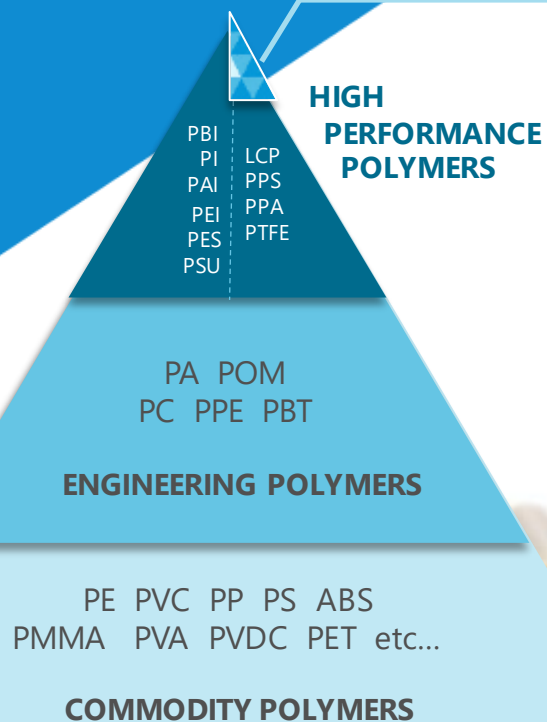 HIGH
PERFORMANCE
POLYMERS
PBI
PI
PAI
PEI
PES
PSU
LCP
PPS
PPA
PTFE
PA POM
PC PPE PBT
ENGINEERING POLYMERS
PE PVC PP PS ABS
PMMA PVA PVDC PET etc...
COMMODITY POLYMERS